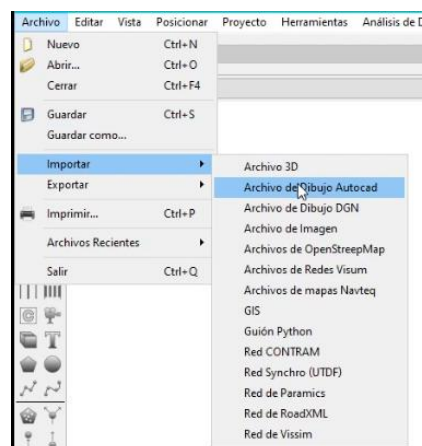 Archivo Editar Vista Posicionar Proyecto Herramientas Análisis de D
Nuevo Ctrl+N
Abrir... Ctrl+O
Cerrar Ctrl+F4
Guardar Ctrl+S
Guardar como...
Importar
Exportar
Imprimir... Ctrl+P
Archivos Recientes
Salir Ctrl+Q
Archivo 3D
Archivo de Dibujo Autocad
Archivo de Dibujo DGN
Archivo de Imagen
Archivos de OpenStreepMap
Archivos de Redes Visum
Archivos de mapas Navteq
GIS
Guión Python
Red CONTRAM
Red Synchro (UTDF)
Red de Paramics
Red de RoadXML
Red de Vissim